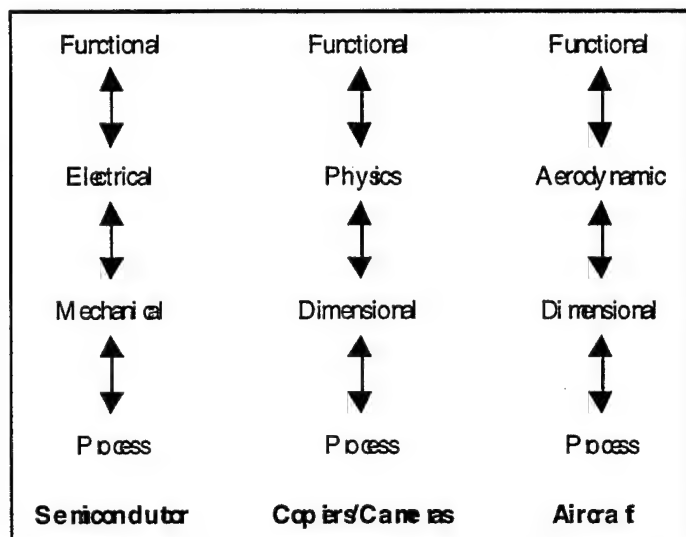 Functional Functional Functional
Electrical Physics Aerodynamic
Mechanical Dimensional Dimensional
Process Process Process
Semicondutor Copiers/Cameras Aircraft